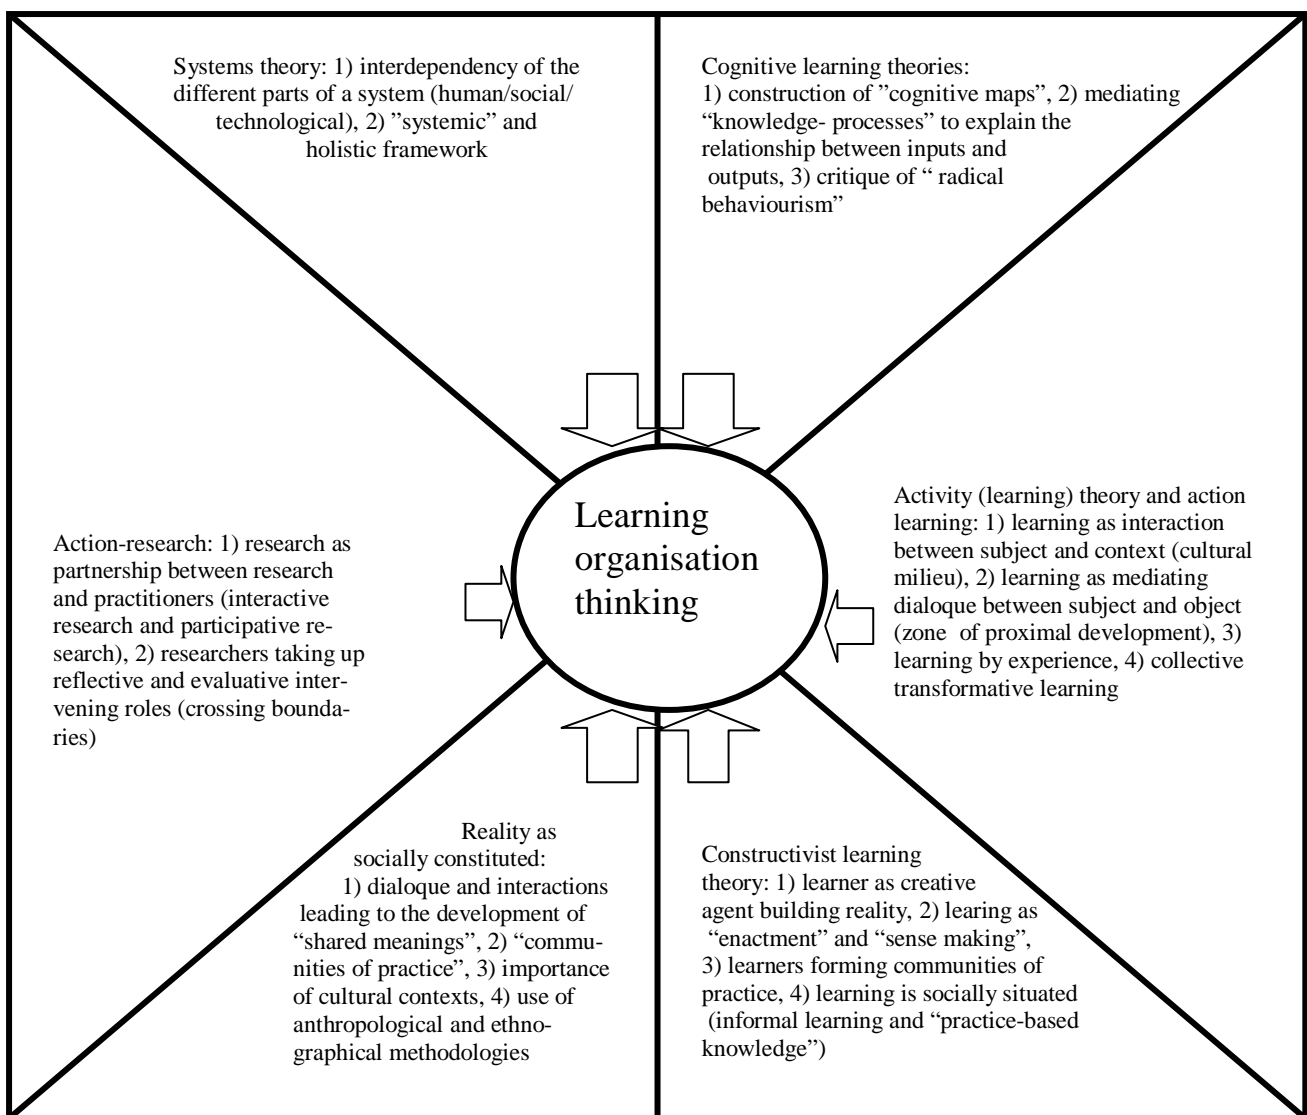 Systems theory: 1) interdependency of the
different parts of a system (human/social/
technological), 2) ”systemic” and
holistic framework
Cognitive learning theories:
1) construction of ”cognitive maps”, 2) mediating
“knowledge- processes” to explain the
relationship between inputs and
outputs, 3) critique of “ radical
behaviourism”
Learning
organisation
thinking
Action-research: 1) research as
partnership between research
and practitioners (interactive
research and participative re-
search), 2) researchers taking up
reflective and evaluative inter-
vening roles (crossing bounda-
ries)
Activity (learning) theory and action
learning: 1) learning as interaction
between subject and context (cultural
milieu), 2) learning as mediating
dialoque between subject and object
(zone of proximal development), 3)
learning by experience, 4) collective
transformative learning
Reality as
socially constituted:
1) dialoque and interactions
leading to the development of
“shared meanings”, 2) “commu-
nities of practice”, 3) importance
of cultural contexts, 4) use of
anthropological and ethno-
graphical methodologies
Constructivist learning
theory: 1) learner as creative
agent building reality, 2) learing as
“enactment” and “sense making”,
3) learners forming communities of
practice, 4) learning is socially situated
(informal learning and “practice-based
knowledge”)